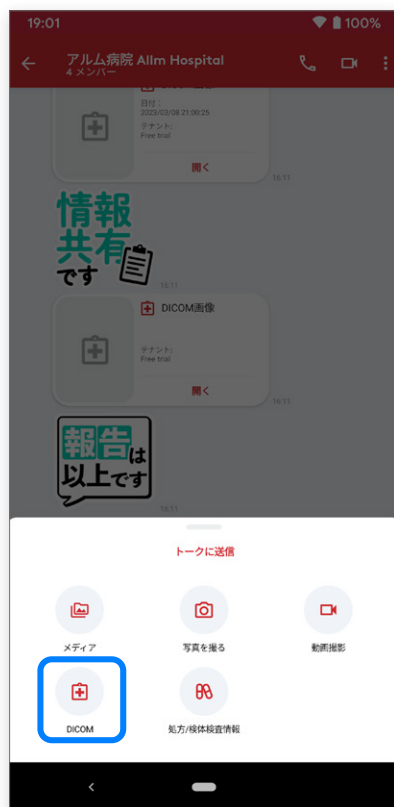 19:01
100%
アルム病院 Allm Hospital
4 メンバー
日付：
2023/03/08 21:00:25
テナント：
Free trial
開く
16:11
情報
共有
です
16:11
DICOM画像
テナント：
Free trial
開く
16:11
報告は
以上です
16:11
トークに送信
メディア
写真を撮る
動画撮影
DICOM
処方/検体検査情報